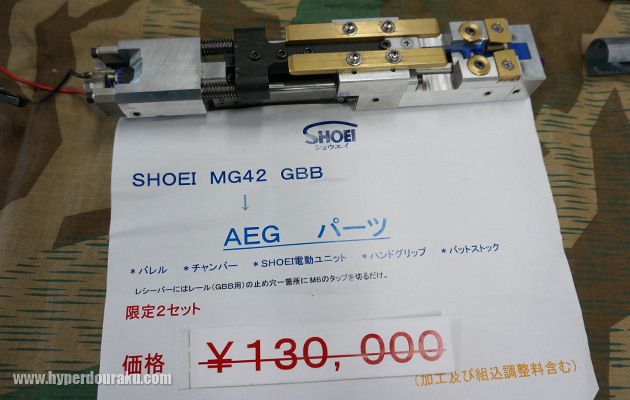 SHOEI
ショウエイ
SHOEI MG42 GBB
↓
AEG パーツ
*バレル *チャンバー *SHOEI電動ユニット *ハンドグリップ *バットストック
レシーバーにはレール(GBB用)の止め穴一箇所にM6のタップを切るだけ。
限定2セット
価格 ￥130,000
(加工及び組込調整料含む)
www.hyperdouraku.com